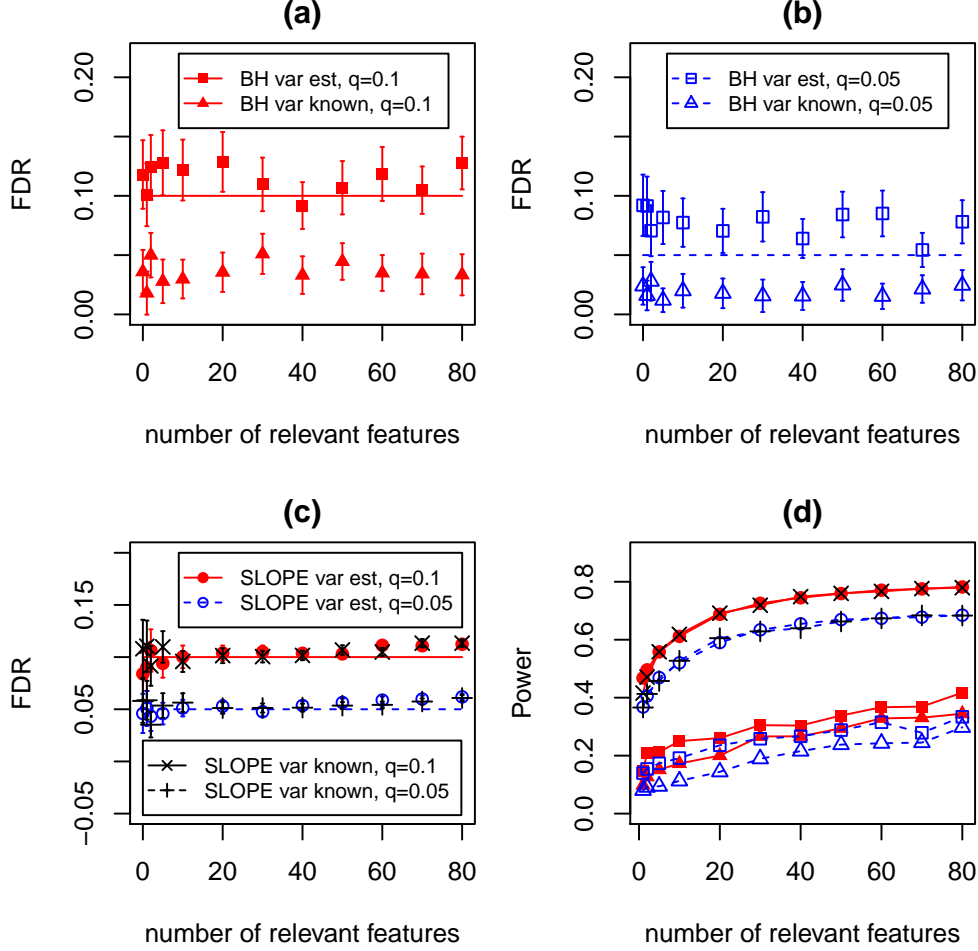 (a)
BH var est, q=0.1
BH var known, q=0.1
FDR
0.00
0.10
0.20
0
20
40
60
80
number of relevant features
(b)
BH var est, q=0.05
BH var known, q=0.05
FDR
0.00
0.10
0.20
0
20
40
60
80
number of relevant features
(c)
SLOPE var est, q=0.1
SLOPE var est, q=0.05
SLOPE var known, q=0.1
SLOPE var known, q=0.05
FDR
−0.05
0.05
0.15
0
20
40
60
80
number of relevant features
(d)
Power
0.0
0.2
0.4
0.6
0.8
0
20
40
60
80
number of relevant features